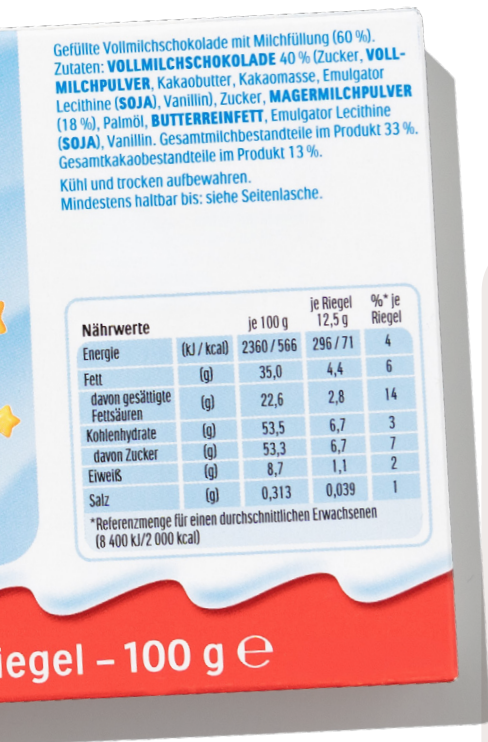 Gefüllte Vollmilchschokolade mit Milchfüllung (60 %).
Zutaten: VOLLMILCHSCHOKOLADE 40 % (Zucker, VOLL-
MILCHPULVER, Kakaobutter, Kakaomasse, Emulgator
Lecithine (SOJA), Vanillin), Zucker, MAGERMILCHPULVER
(18 %), Palmöl, BUTTERREINFETT, Emulgator Lecithine
(SOJA), Vanillin. Gesamtmilchbestandteile im Produkt 33 %.
Gesamtkakaobestandteile im Produkt 13 %.
Kühl und trocken aufbewahren.
Mindestens haltbar bis: siehe Seitenlasche.
Nährwerte je 100 g je Riegel 12,5 g %* je Riegel
Energie (kJ / kcal) 2360 / 566 296 / 71 4
Fett (g) 35,0 4,4 6
davon gesättigte Fettsäuren (g) 22,6 2,8 14
Kohlenhydrate (g) 53,5 6,7 3
davon Zucker (g) 53,3 6,7 7
Eiweiß (g) 8,7 1,1 2
Salz (g) 0,313 0,039 1
*Referenzmenge für einen durchschnittlichen Erwachsenen
(8 400 kJ/2 000 kcal)
iegel – 100 g e